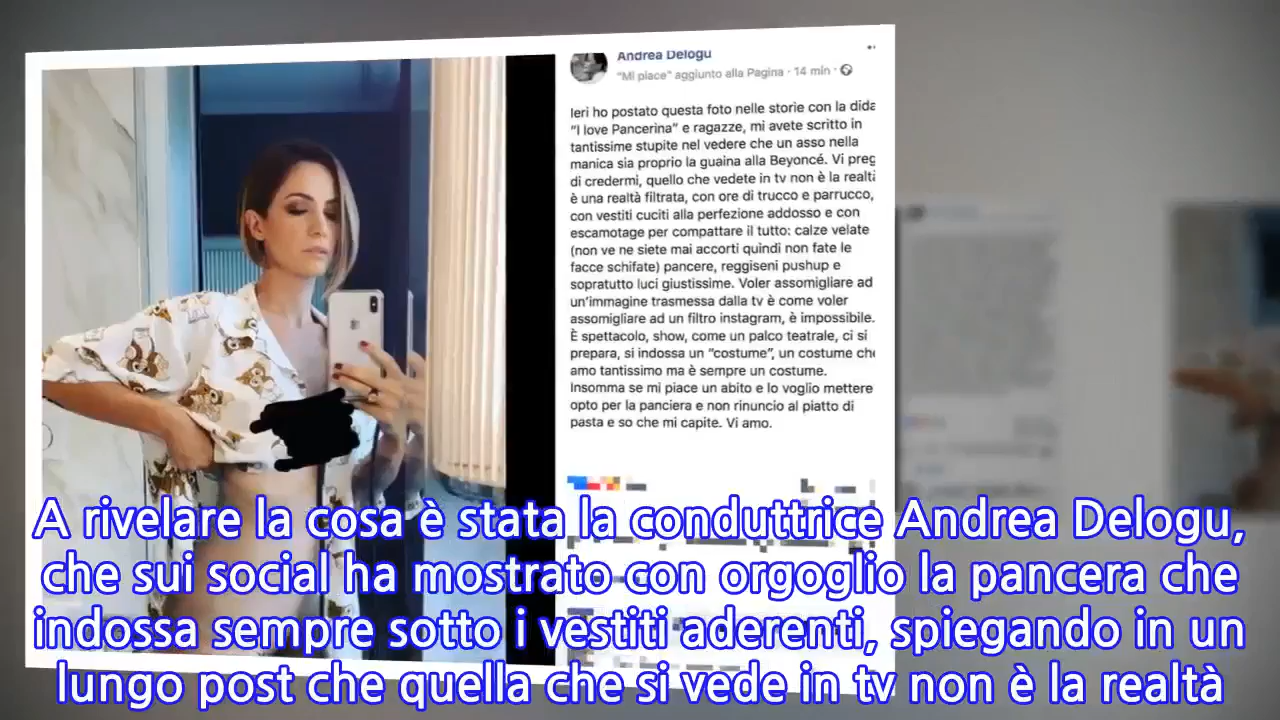 Andrea Delogu
"Mi piace" aggiunto alla Pagina · 14 min ·
Ieri ho postato questa foto nelle storie con la dida
"I love Pancerina" e ragazze, mi avete scritto in
tantissime stupite nel vedere che un asso nella
manica sia proprio la guaina alla Beyoncé. Vi preg
di credermi, quello che vedete in tv non è la realtà
è una realtà filtrata, con ore di trucco e parrucco,
con vestiti cuciti alla perfezione addosso e con
escamotage per compattare il tutto: calze velate
(non ve ne siete mai accorti quindi non fate le
facce schifate) pancere, reggiseni pushup e
sopratutto luci giustissime. Voler assomigliare ad
un'immagine trasmessa dalla tv è come voler
assomigliare ad un filtro instagram, è impossibile.
È spettacolo, show, come un palco teatrale, ci si
prepara, si indossa un "costume", un costume che
amo tantissimo ma è sempre un costume.
Insomma se mi piace un abito e lo voglio mettere
opto per la panciera e non rinuncio al piatto di
pasta e so che mi capite. Vi amo.
A rivelare la cosa è stata la conduttrice Andrea Delogu,
che sui social ha mostrato con orgoglio la pancera che
indossa sempre sotto i vestiti aderenti, spiegando in un
lungo post che quella che si vede in tv non è la realtà